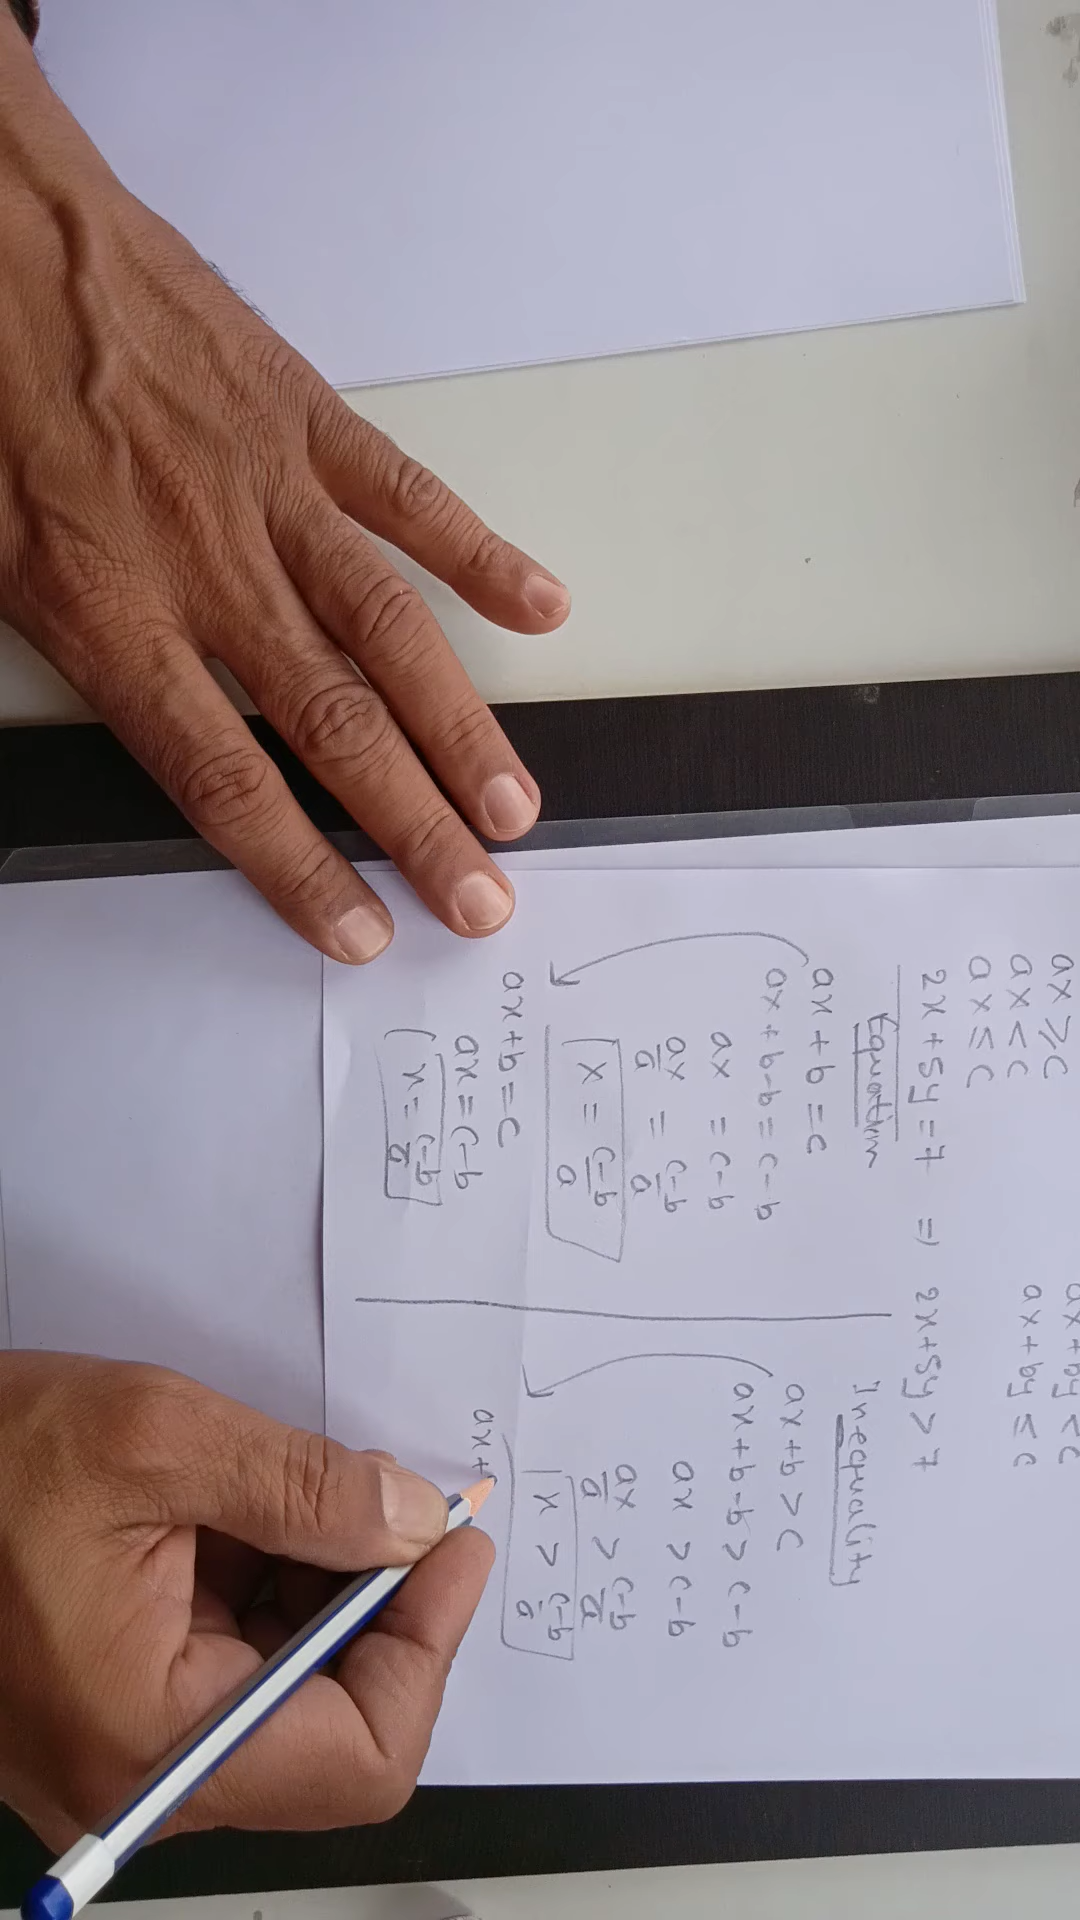 ax ≥ c
ax < c
ax ≤ c
ax + by < c
ax + by ≤ c
2x + 5y = 7 ⇒ 2x + 5y > 7
Equation
ax + b = c
ax + b - b = c - b
ax = c - b
ax/a = c-b/a
x = c-b/a
ax + b = c
ax = c - b
x = c-b/a
Inequality
ax + b > c
ax + b - b > c - b
ax > c - b
ax/a > c-b/a
x > c-b/a
ax +